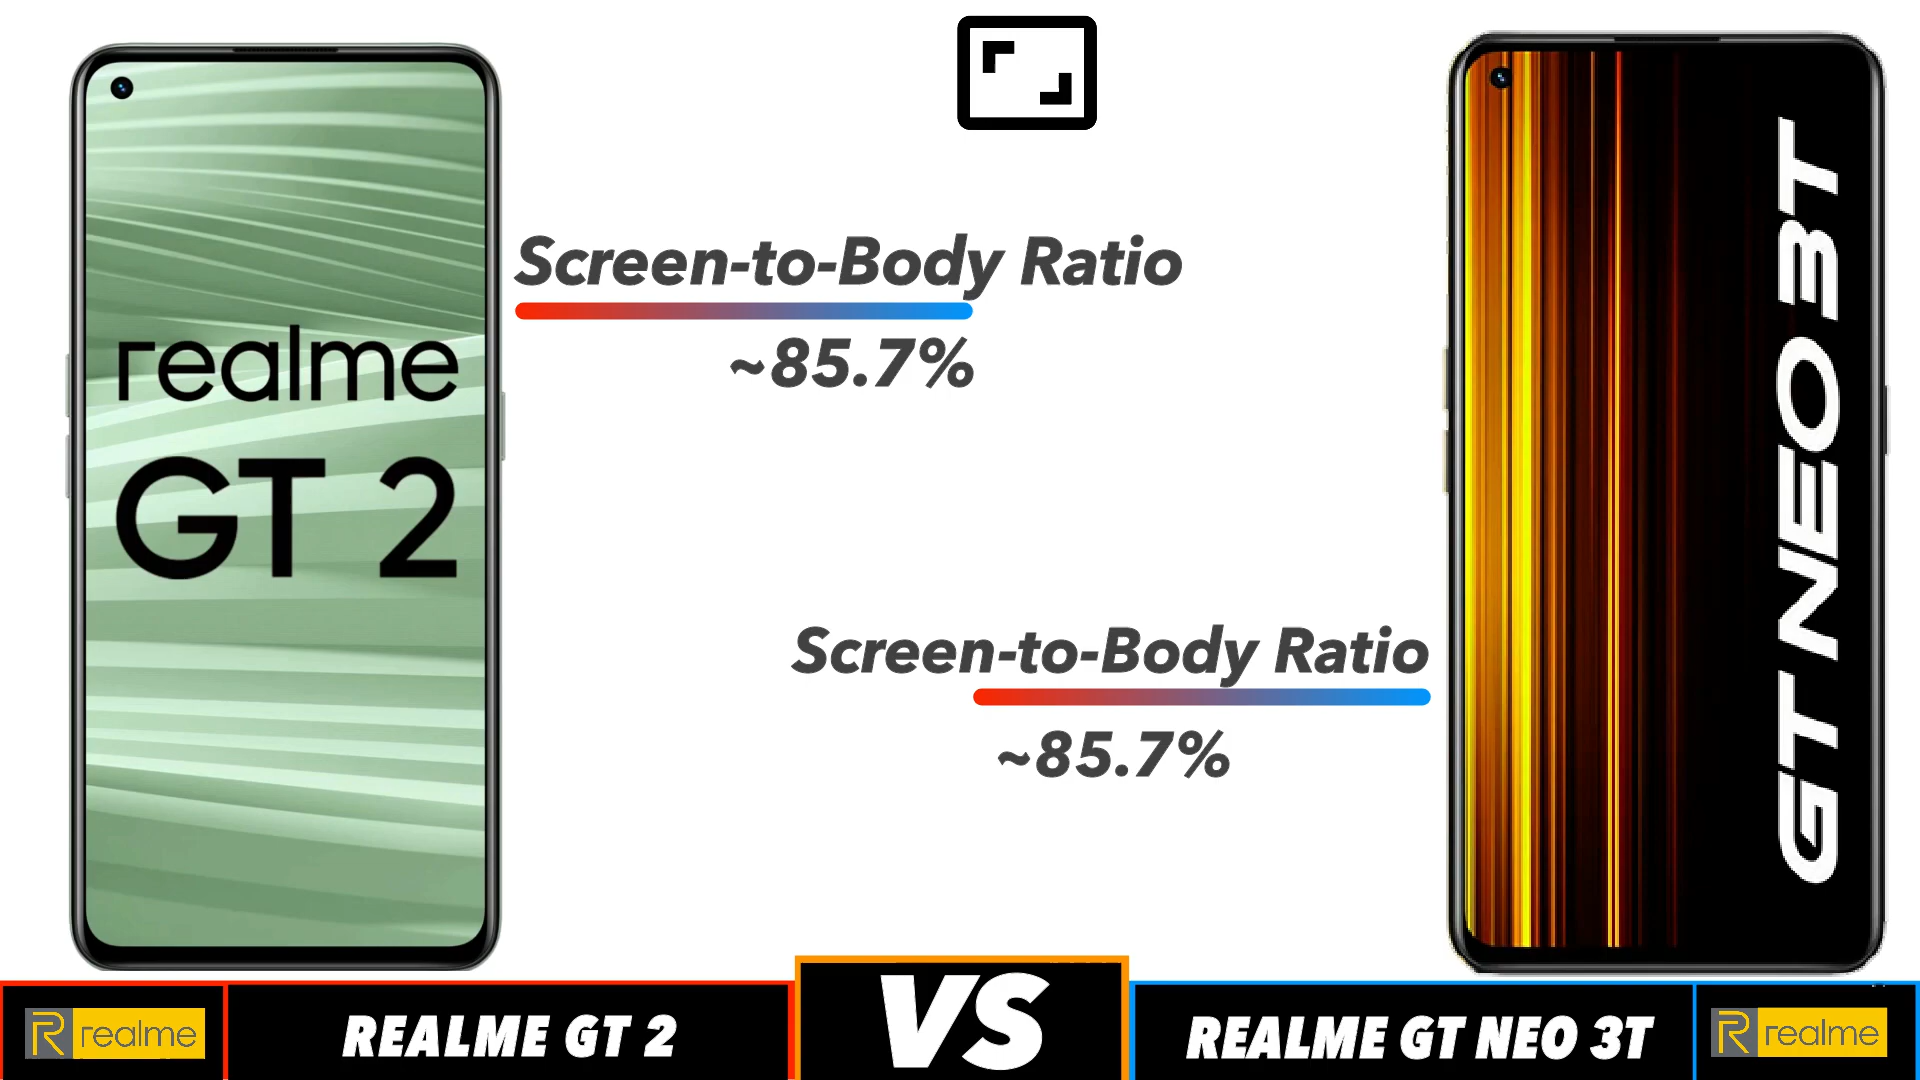 realme
GT 2
Screen-to-Body Ratio
~85.7%
Screen-to-Body Ratio
~85.7%
GT NEO 3T
R realme
REALME GT 2
VS
REALME GT NEO 3T
R realme